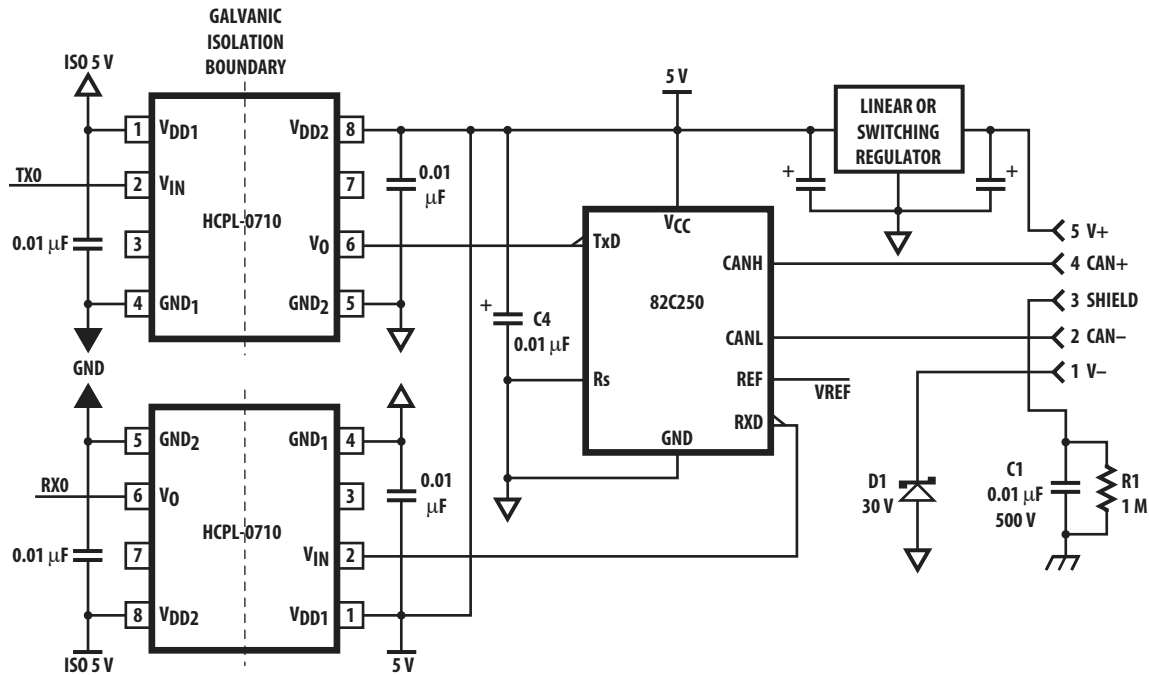 GALVANIC
ISOLATION
BOUNDARY
ISO 5 V
5 V
LINEAR OR
SWITCHING
REGULATOR
1 VDD1
VDD2 8
TX0
2 VIN
7
0.01 µF
HCPL-0710
3
VO 6
4 GND1
GND2 5
0.01
µF
GND
+
C4
0.01 µF
VCC
TxD
CANH
82C250
CANL
Rs
REF
VREF
RXD
GND
+
+
5 V+
4 CAN+
3 SHIELD
2 CAN–
1 V–
5 GND2
GND1 4
RX0
6 VO
3
0.01 µF
HCPL-0710
7
VIN 2
8 VDD2
VDD1 1
0.01
µF
ISO 5 V
5 V
D1
30 V
C1
0.01 µF
500 V
R1
1 M